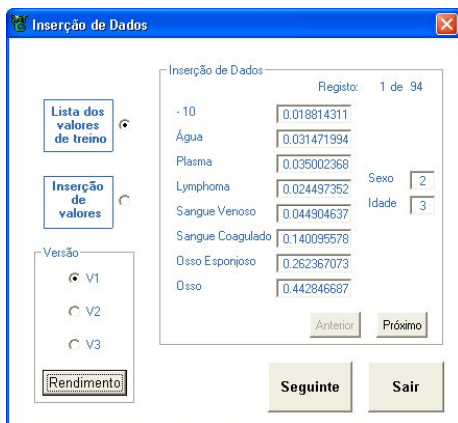 Inserção de Dados
Inserção de Dados
Registo: 1 de 94
Lista dos
valores
de treino
- 10 0.018814311
Água 0.031471994
Plasma 0.035002368
Lymphoma 0.024497352
Sexo 2
Inserção
de
valores
Sangue Venoso 0.044904637
Idade 3
Sangue Coagulado 0.140095578
Osso Esponjoso 0.262367073
Osso 0.442846687
Versão
V1
V2
V3
Rendimento
Anterior Próximo
Seguinte Sair